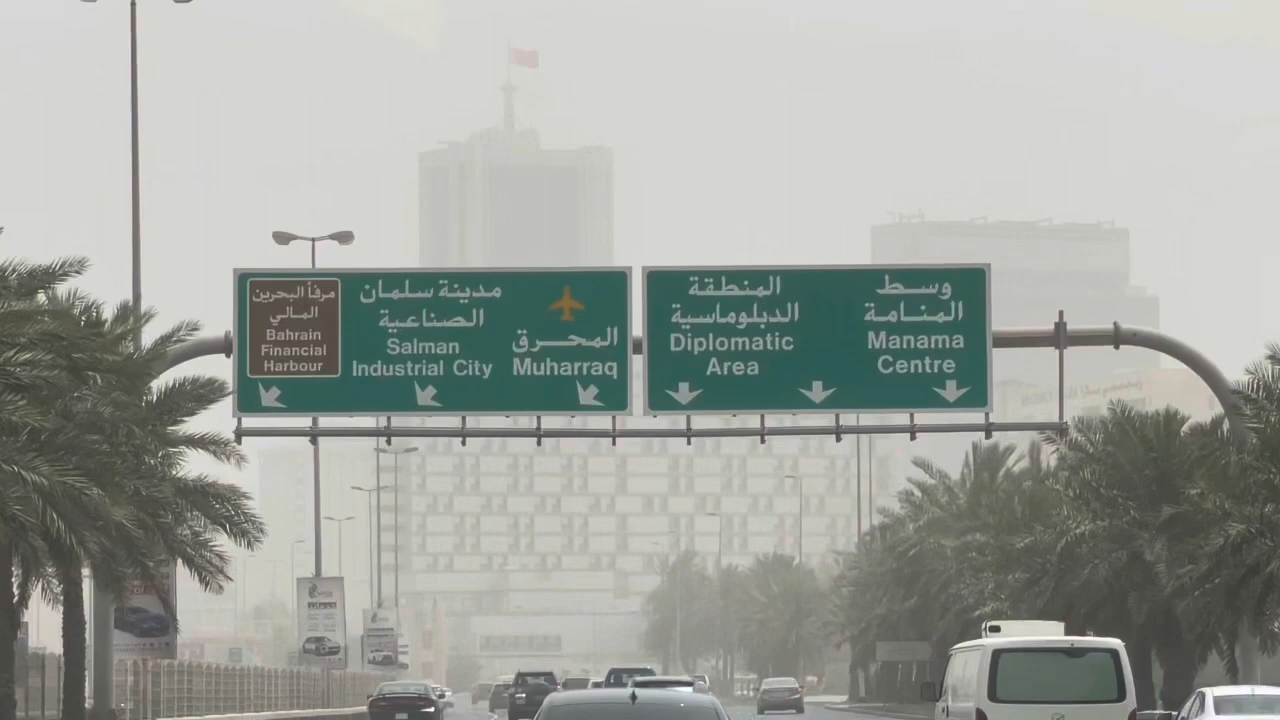 مرفأ البحرين
المالي
Bahrain
Financial
Harbour
مدينة سلمان
الصناعية
Salman
Industrial City
المحرق
Muharraq
المنطقة
الدبلوماسية
Diplomatic
Area
وسط
المنامة
Manama
Centre